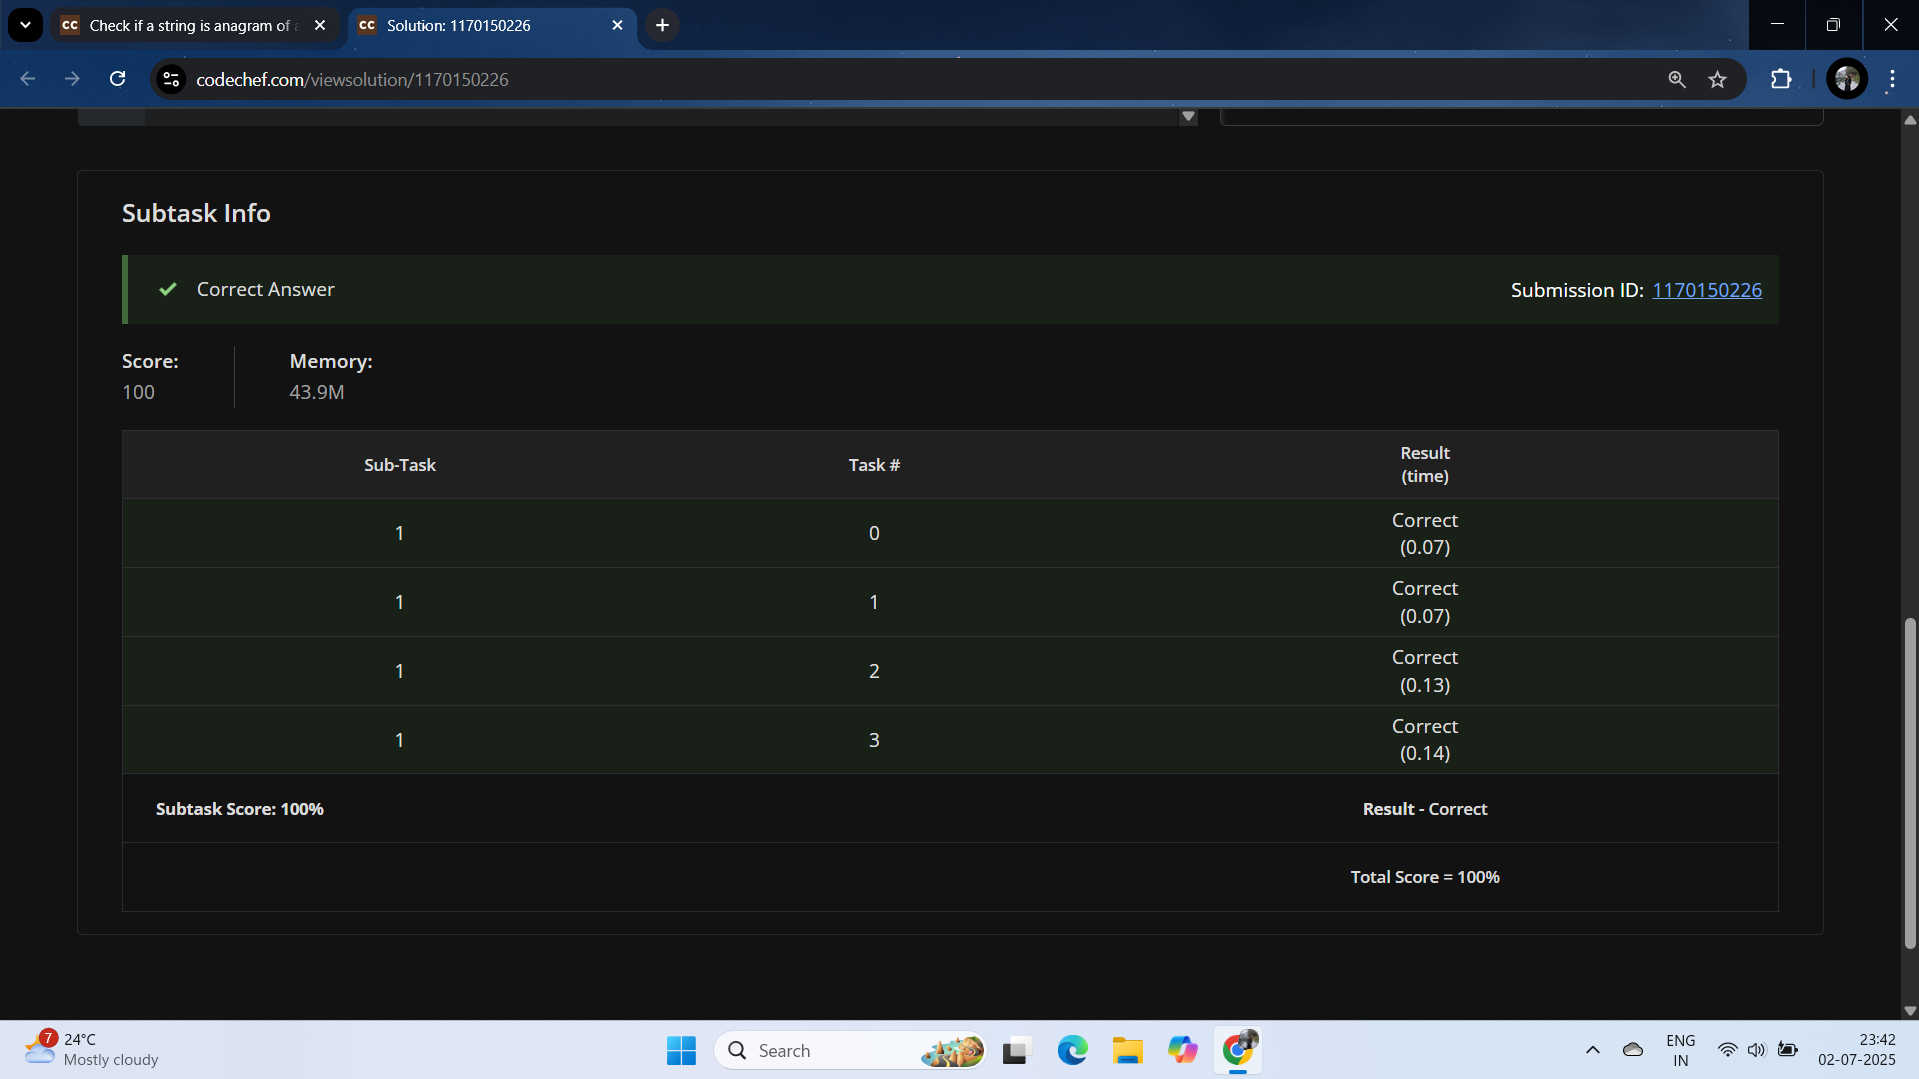 Check if a string is anagram of
Solution: 1170150226
codechef.com/viewsolution/1170150226
Subtask Info
Correct Answer
Submission ID: 1170150226
Score:
100
Memory:
43.9M
Sub-Task Task # Result
(time)
1 0 Correct
(0.07)
1 1 Correct
(0.07)
1 2 Correct
(0.13)
1 3 Correct
(0.14)
Subtask Score: 100% Result - Correct
Total Score = 100%
7
24°C
Mostly cloudy
Search
ENG
IN
23:42
02-07-2025